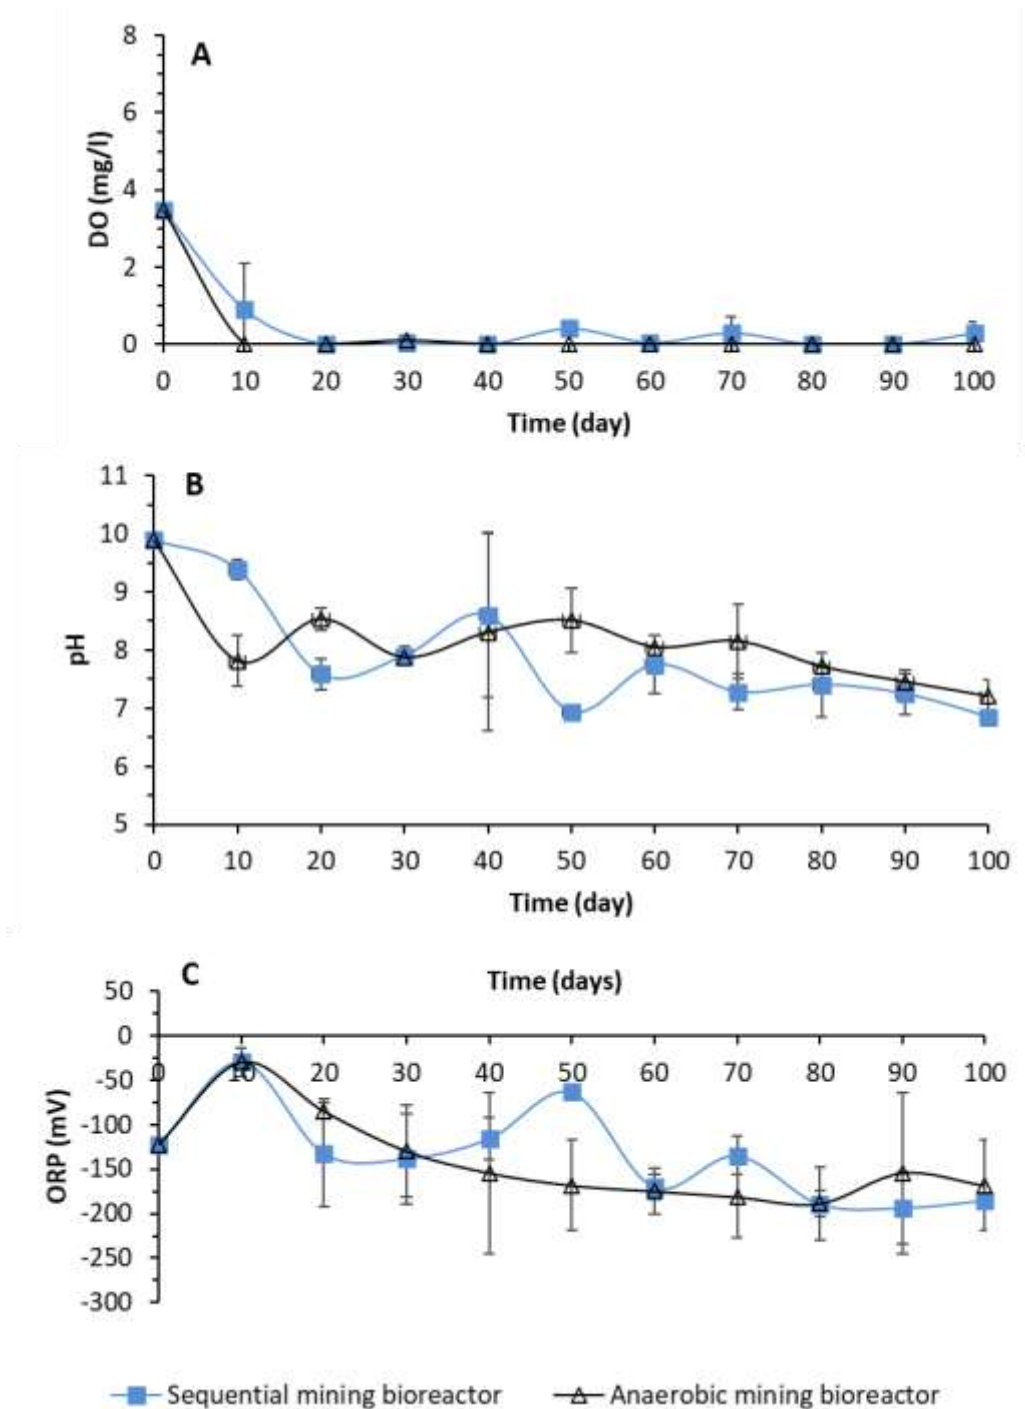 A
8
6
4
2
0
DO (mg/l)
0 10 20 30 40 50 60 70 80 90 100
Time (day)
B
11
10
9
8
7
6
5
pH
0 10 20 30 40 50 60 70 80 90 100
Time (day)
C
Time (days)
50
0
-50
-100
-150
-200
-250
-300
ORP (mV)
0 10 20 30 40 50 60 70 80 90 100
Sequential mining bioreactor Anaerobic mining bioreactor